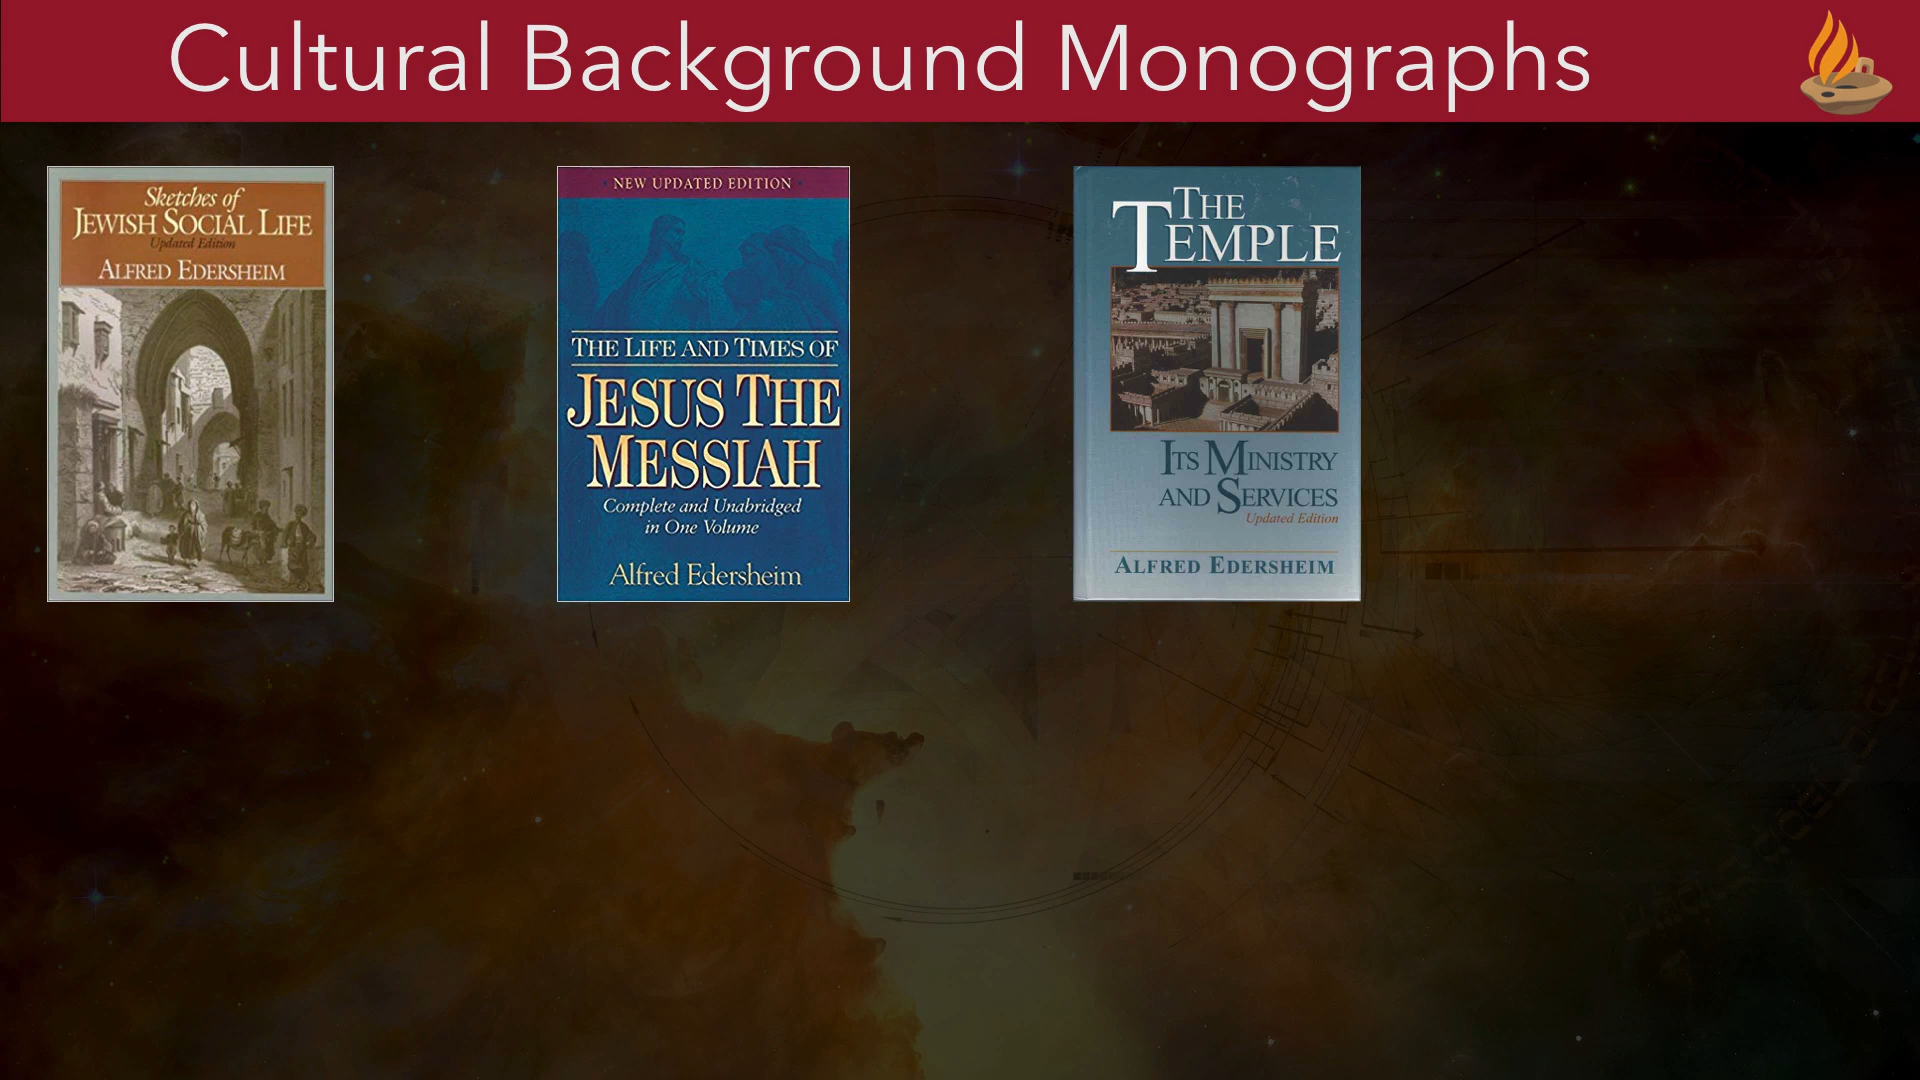 Cultural Background Monographs
Sketches of
JEWISH SOCIAL LIFE
Updated Edition
ALFRED EDERSHEIM
NEW UPDATED EDITION
THE LIFE AND TIMES OF
JESUS THE
MESSIAH
Complete and Unabridged
in One Volume
Alfred Edersheim
THE
TEMPLE
ITS MINISTRY
AND SERVICES
Updated Edition
ALFRED EDERSHEIM